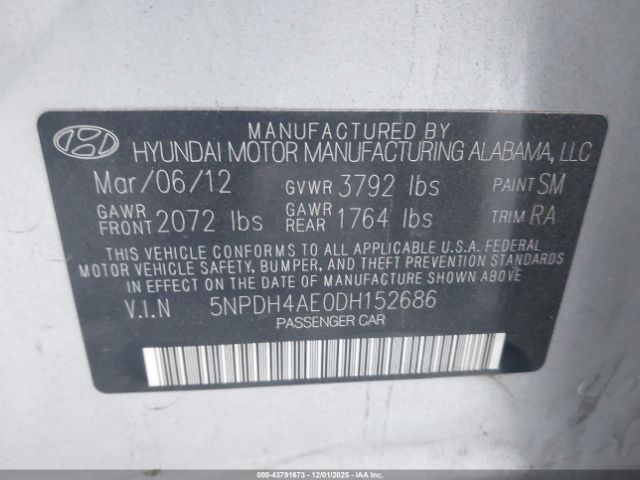 MANUFACTURED BY
HYUNDAI MOTOR MANUFACTURING ALABAMA, LLC
Mar/06/12 GVWR 3792 lbs PAINT SM
GAWR FRONT 2072 lbs GAWR REAR 1764 lbs TRIM RA
THIS VEHICLE CONFORMS TO ALL APPLICABLE U.S.A. FEDERAL
MOTOR VEHICLE SAFETY, BUMPER, AND THEFT PREVENTION STANDARDS
IN EFFECT ON THE DATE OF MANUFACTURE SHOWN ABOVE.
V.I.N 5NPDH4AE0DH152686
PASSENGER CAR
000-43791673 - 12/01/2025 - COPYRIGHT IAA, LLC.